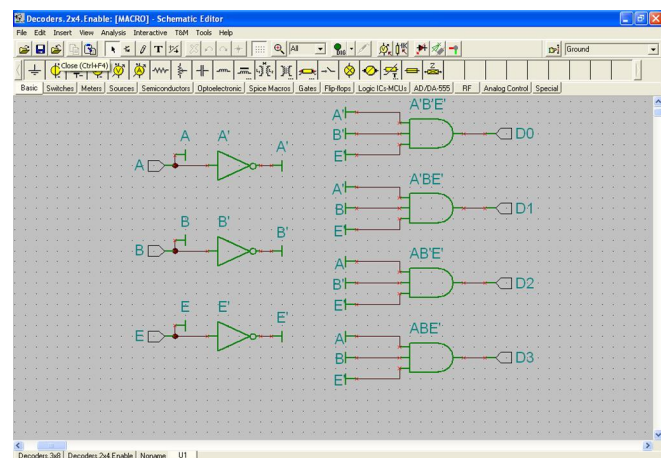 Decoders.2x4.Enable: [MACRO] - Schematic Editor
File Edit Insert View Analysis Interactive T&M Tools Help
All
DIG
Ground
Close (Ctrl+F4)
Basic Switches Meters Sources Semiconductors Optoelectronic Spice Macros Gates Flip-flops Logic ICs-MCUs AD/DA-555 RF Analog Control Special
A A' A'
A
B B' B'
B
E E' E'
E
A'B'E'
A'
B' D0
E
A'BE'
A'
B D1
E
AB'E'
A
B' D2
E
ABE'
A
B D3
E
Decoders.3x8 Decoders.2x4.Enable Noname U1